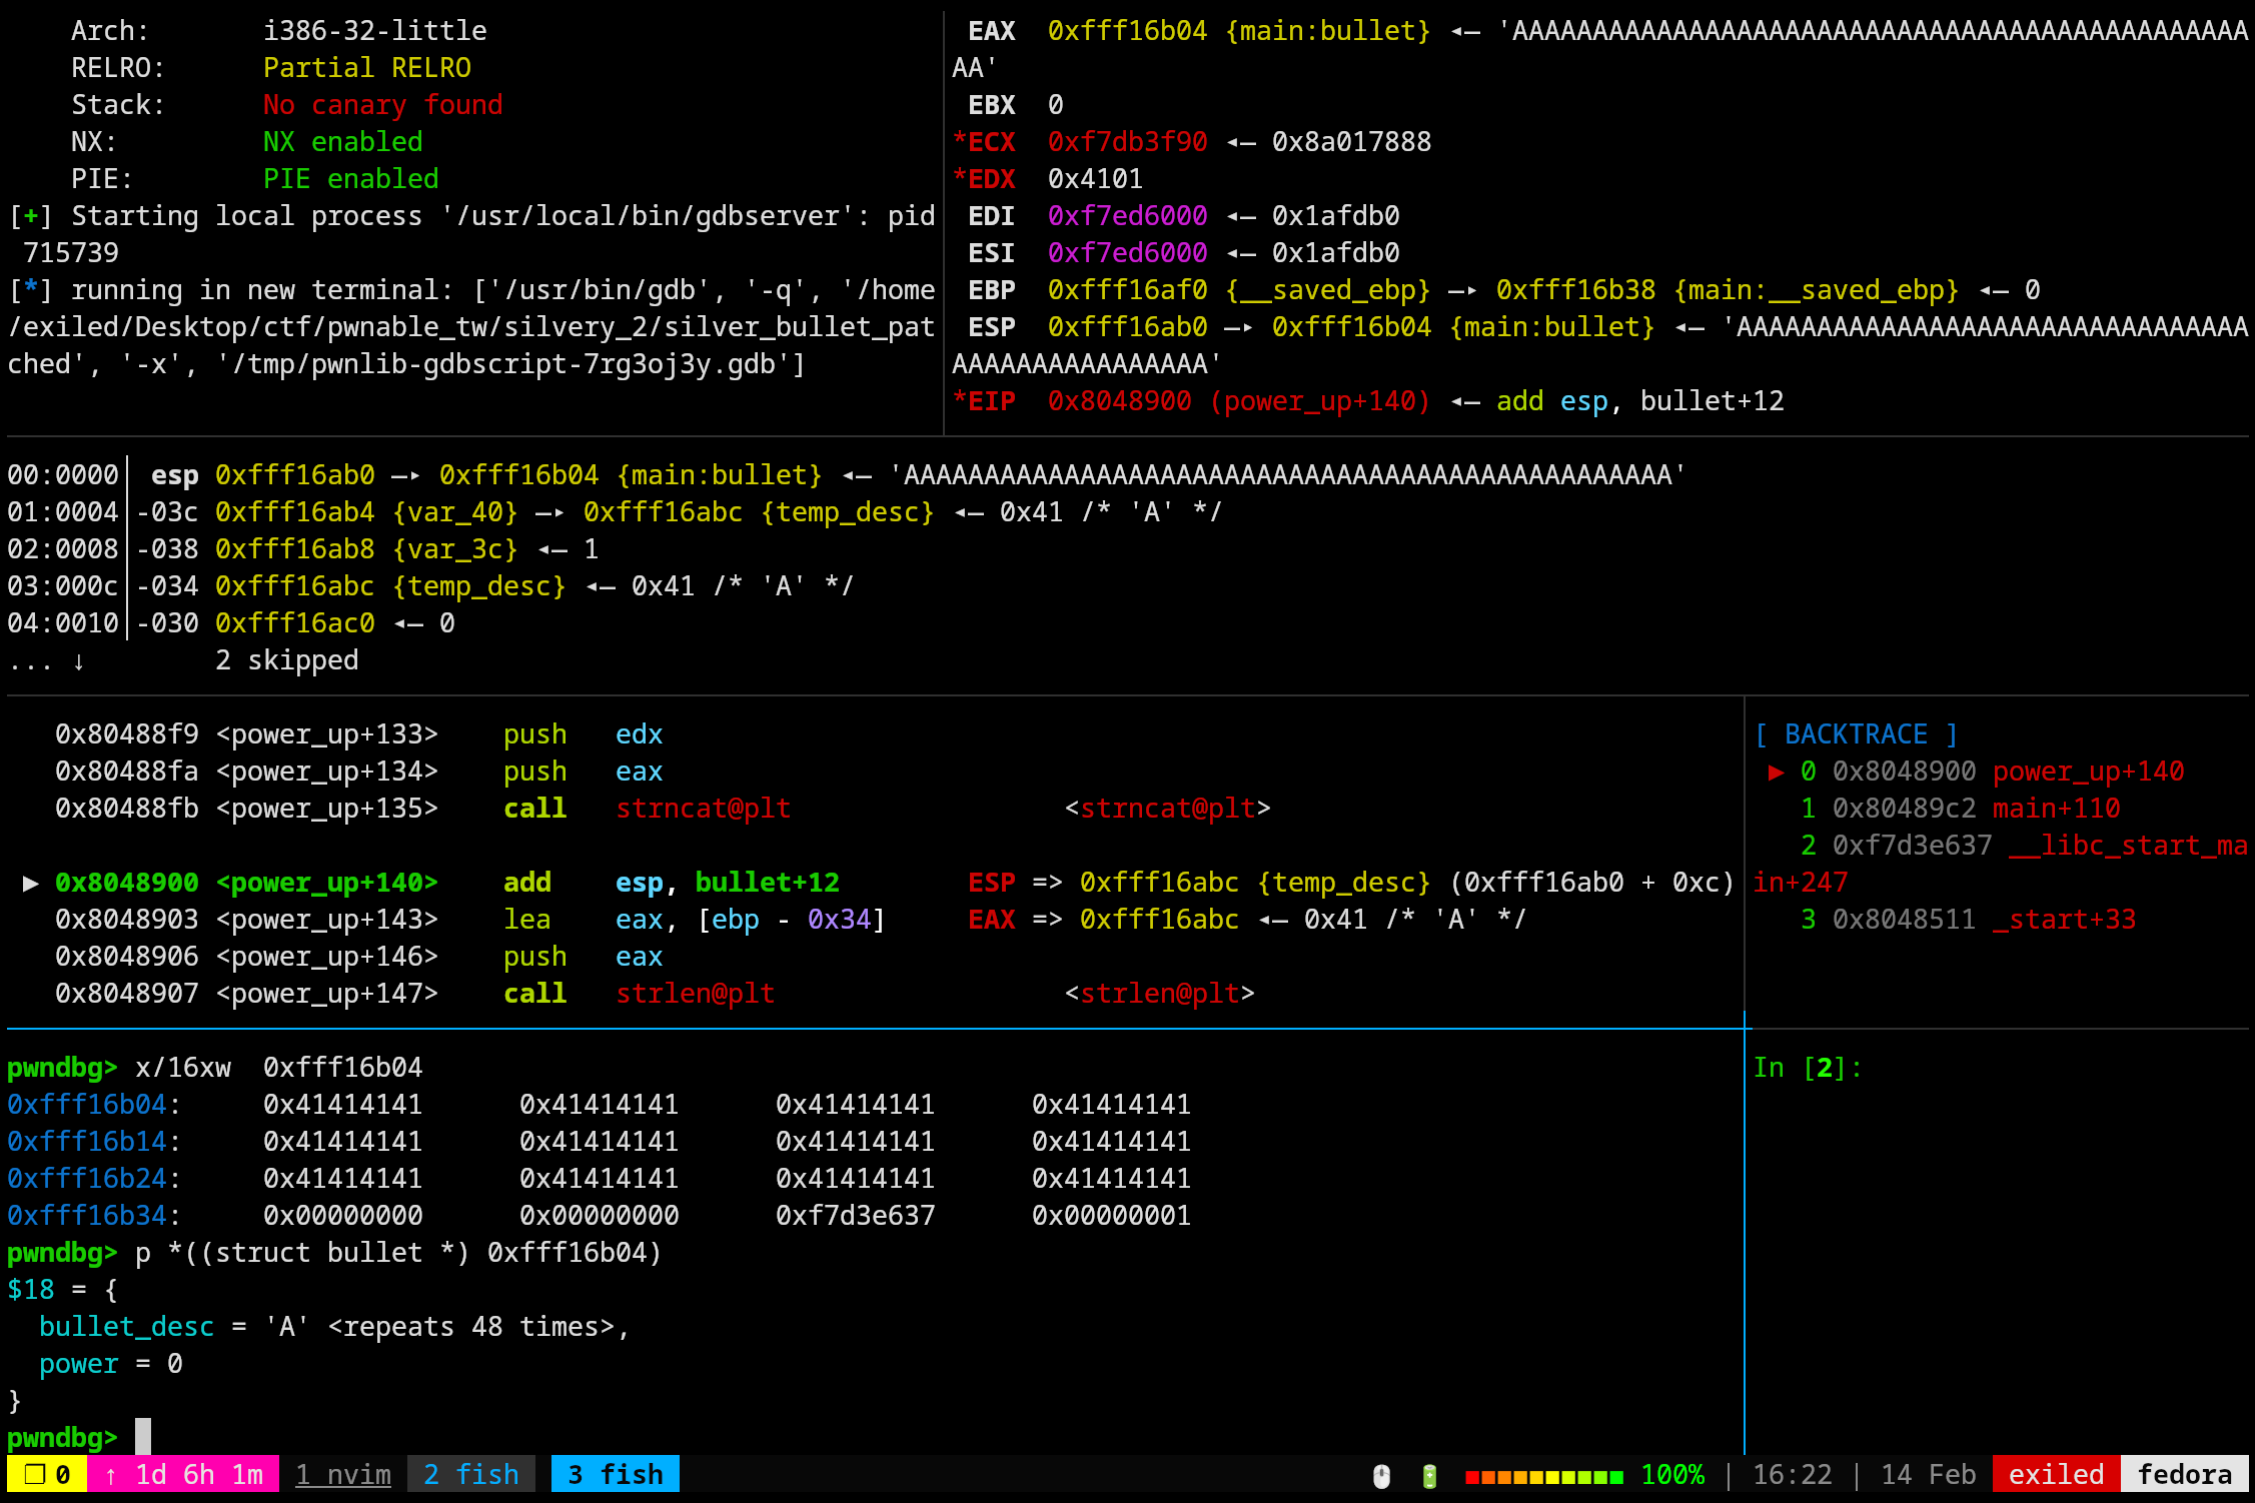 Arch:       i386-32-little
RELRO:      Partial RELRO
Stack:      No canary found
NX:         NX enabled
PIE:        PIE enabled
[+] Starting local process '/usr/local/bin/gdbserver': pid
 715739
[*] running in new terminal: ['/usr/bin/gdb', '-q', '/home
/exiled/Desktop/ctf/pwnable_tw/silvery_2/silver_bullet_pat
ched', '-x', '/tmp/pwnlib-gdbscript-7rg3oj3y.gdb']
EAX  0xfff16b04 {main:bullet} ◂— 'AAAAAAAAAAAAAAAAAAAAAAAAAAAAAAAAAAAAAAAAAAAAAA
AA'
EBX  0
*ECX  0xf7db3f90 ◂— 0x8a017888
*EDX  0x4101
EDI  0xf7ed6000 ◂— 0x1afdb0
ESI  0xf7ed6000 ◂— 0x1afdb0
EBP  0xfff16af0 {__saved_ebp} —▸ 0xfff16b38 {main:__saved_ebp} ◂— 0
ESP  0xfff16ab0 —▸ 0xfff16b04 {main:bullet} ◂— 'AAAAAAAAAAAAAAAAAAAAAAAAAAAAAAAA
AAAAAAAAAAAAAAAA'
*EIP  0x8048900 (power_up+140) ◂— add esp, bullet+12
00:0000│ esp 0xfff16ab0 —▸ 0xfff16b04 {main:bullet} ◂— 'AAAAAAAAAAAAAAAAAAAAAAAAAAAAAAAAAAAAAAAAAAAAAAAA'
01:0004│-03c 0xfff16ab4 {var_40} —▸ 0xfff16abc {temp_desc} ◂— 0x41 /* 'A' */
02:0008│-038 0xfff16ab8 {var_3c} ◂— 1
03:000c│-034 0xfff16abc {temp_desc} ◂— 0x41 /* 'A' */
04:0010│-030 0xfff16ac0 ◂— 0
... ↓        2 skipped
0x80488f9 <power_up+133>    push   edx
0x80488fa <power_up+134>    push   eax
0x80488fb <power_up+135>    call   strncat@plt                 <strncat@plt>
► 0x8048900 <power_up+140>    add    esp, bullet+12        ESP => 0xfff16abc {temp_desc} (0xfff16ab0 + 0xc)
0x8048903 <power_up+143>    lea    eax, [ebp - 0x34]     EAX => 0xfff16abc ◂— 0x41 /* 'A' */
0x8048906 <power_up+146>    push   eax
0x8048907 <power_up+147>    call   strlen@plt                  <strlen@plt>
[ BACKTRACE ]
► 0 0x8048900 power_up+140
1 0x80489c2 main+110
2 0xf7d3e637 __libc_start_ma
in+247
3 0x8048511 _start+33
pwndbg> x/16xw  0xfff16b04
0xfff16b04:     0x41414141      0x41414141      0x41414141      0x41414141
0xfff16b14:     0x41414141      0x41414141      0x41414141      0x41414141
0xfff16b24:     0x41414141      0x41414141      0x41414141      0x41414141
0xfff16b34:     0x00000000      0x00000000      0xf7d3e637      0x00000001
pwndbg> p *((struct bullet *) 0xfff16b04)
$18 = {
  bullet_desc = 'A' <repeats 48 times>,
  power = 0
}
pwndbg>
In [2]:
❐ 0  ↑ 1d 6h 1m  1 nvim  2 fish  3 fish  100% | 16:22 | 14 Feb  exiled  fedora